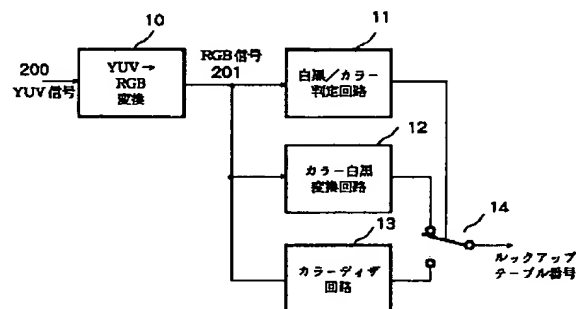 10
YUV→
RGB
変換
200
YUV信号
RGB信号
201
11
白黒／カラー
判定回路
12
カラー白黒
変換回路
13
カラーディザ
回路
14
ルックアップ
テーブル番号